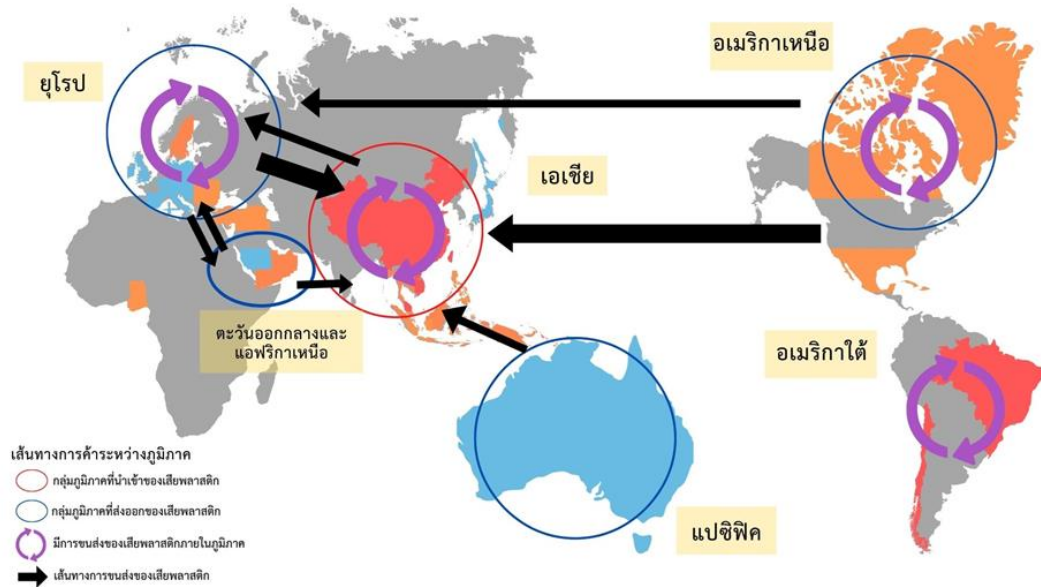 อเมริกาเหนือ
ยุโรป
เอเชีย
ตะวันออกกลางและ
แอฟริกาเหนือ
อเมริกาใต้
แปซิฟิค
เส้นทางการค้าระหว่างภูมิภาค
กลุ่มภูมิภาคที่นำเข้าของเสียพลาสติก
กลุ่มภูมิภาคที่ส่งออกของเสียพลาสติก
มีการขนส่งของเสียพลาสติกภายในภูมิภาค
เส้นทางการขนส่งของเสียพลาสติก